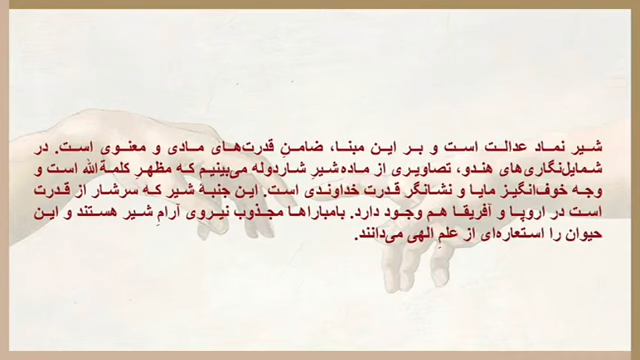 شیر نماد عدالت است و بر این مبنا، ضامنِ قدرت‌های مادی و معنوی است. در
شمایل‌نگاری‌های هندو، تصاویری از ماده‌شیرِ شاردوله می‌بینیم که مظهرِ کلمة‌الله است و
وجه خوف‌انگیز مایا و نشانگر قدرت خداوندی است. این جنبهٔ شیر که سرشار از قدرت
است در اروپا و آفریقا هم وجود دارد. بامباراها مجذوب نیروی آرامِ شیر هستند و این
حیوان را استعاره‌ای از علمِ الهی می‌دانند.